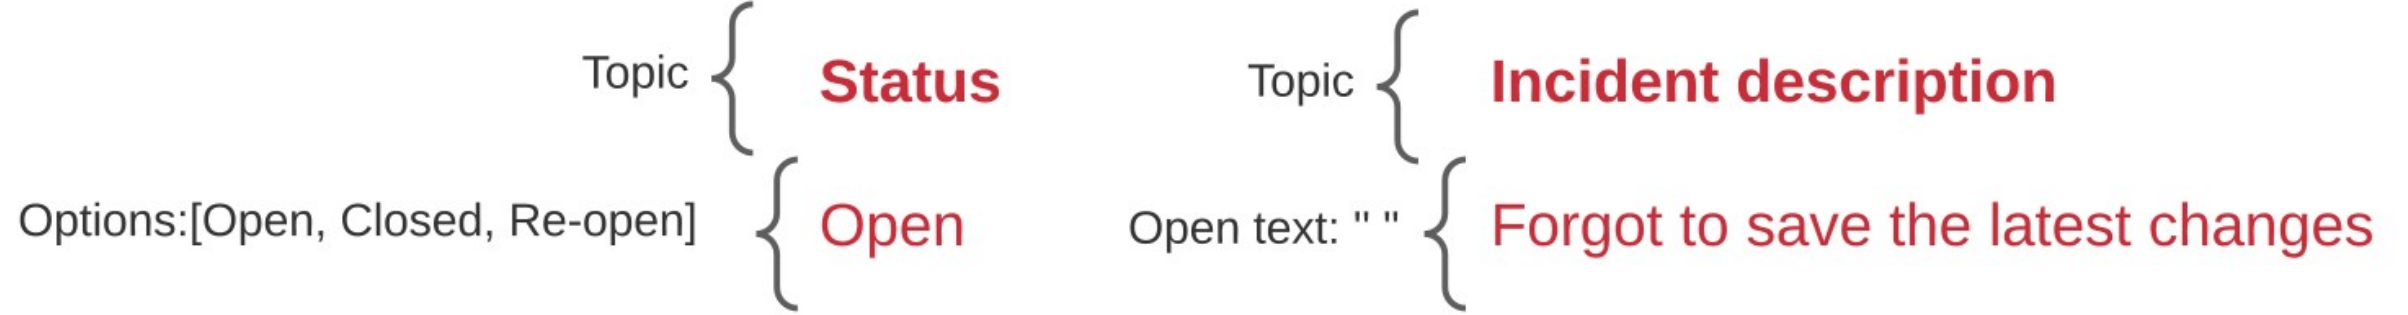 Topic
Status
Options:[Open, Closed, Re-open]
Open
Topic
Incident description
Open text: " "
Forgot to save the latest changes